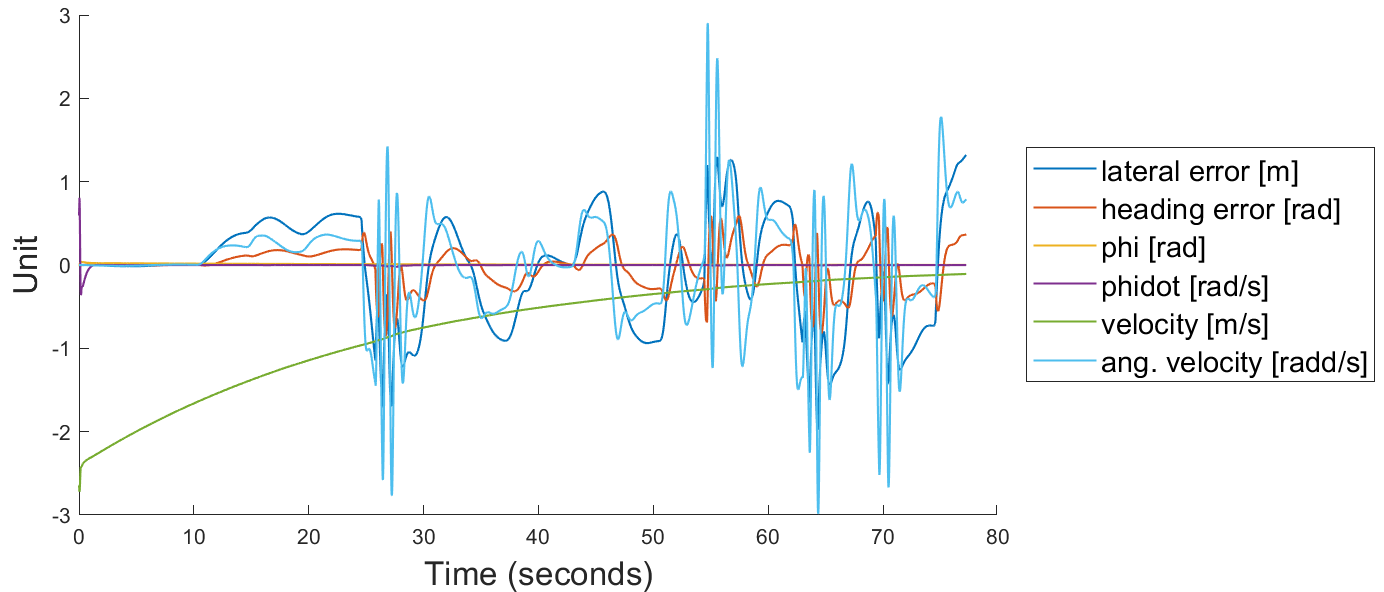 3
2
1
0
-1
-2
-3
Unit
0 10 20 30 40 50 60 70 80
Time (seconds)
lateral error [m]
heading error [rad]
phi [rad]
phidot [rad/s]
velocity [m/s]
ang. velocity [radd/s]